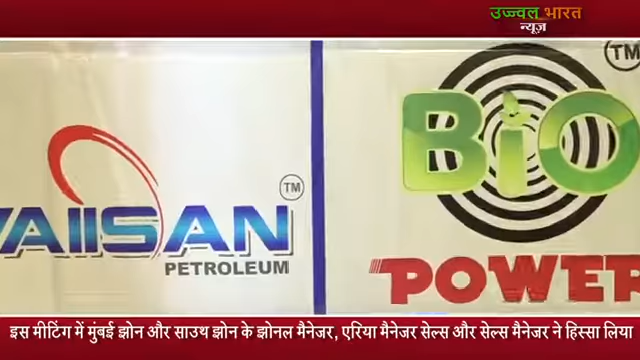 उज्ज्वल भारत
न्यूज़
TM
BiO
TM
VAIISAN
PETROLEUM
POWER
इस मीटिंग में मुंबई झोन और साउथ झोन के झोनल मैनेजर, एरिया मैनेजर सेल्स और सेल्स मैनेजर ने हिस्सा लिया